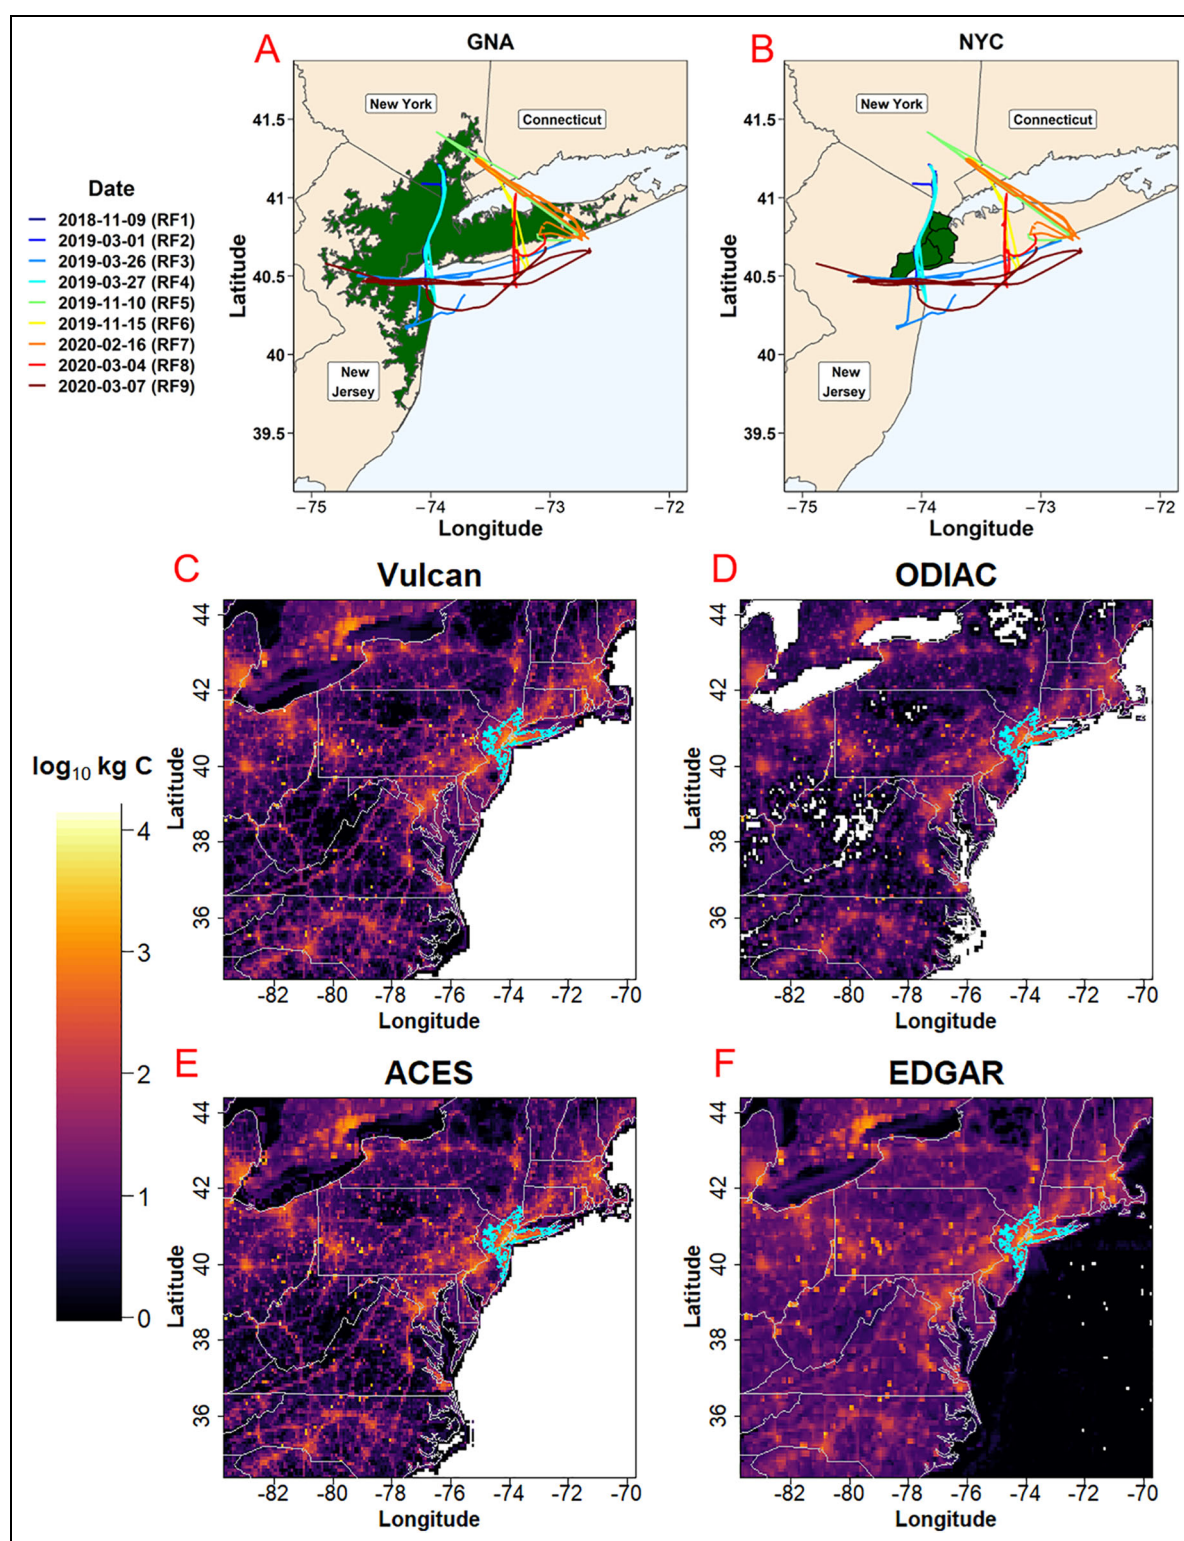 A
GNA
B
NYC
New York
Connecticut
New
Jersey
41.5
41
40.5
40
39.5
Latitude
−75
−74
−73
−72
Longitude
New York
Connecticut
New
Jersey
41.5
41
40.5
40
39.5
Latitude
−75
−74
−73
−72
Longitude
Date
2018-11-09 (RF1)
2019-03-01 (RF2)
2019-03-26 (RF3)
2019-03-27 (RF4)
2019-11-10 (RF5)
2019-11-15 (RF6)
2020-02-16 (RF7)
2020-03-04 (RF8)
2020-03-07 (RF9)
C
Vulcan
44
42
40
38
36
Latitude
-82 -80 -78 -76 -74 -72 -70
Longitude
D
ODIAC
44
42
40
38
36
Latitude
-82 -80 -78 -76 -74 -72 -70
Longitude
log10 kg C
4
3
2
1
0
E
ACES
44
42
40
38
36
Latitude
-82 -80 -78 -76 -74 -72 -70
Longitude
F
EDGAR
44
42
40
38
36
Latitude
-82 -80 -78 -76 -74 -72 -70
Longitude